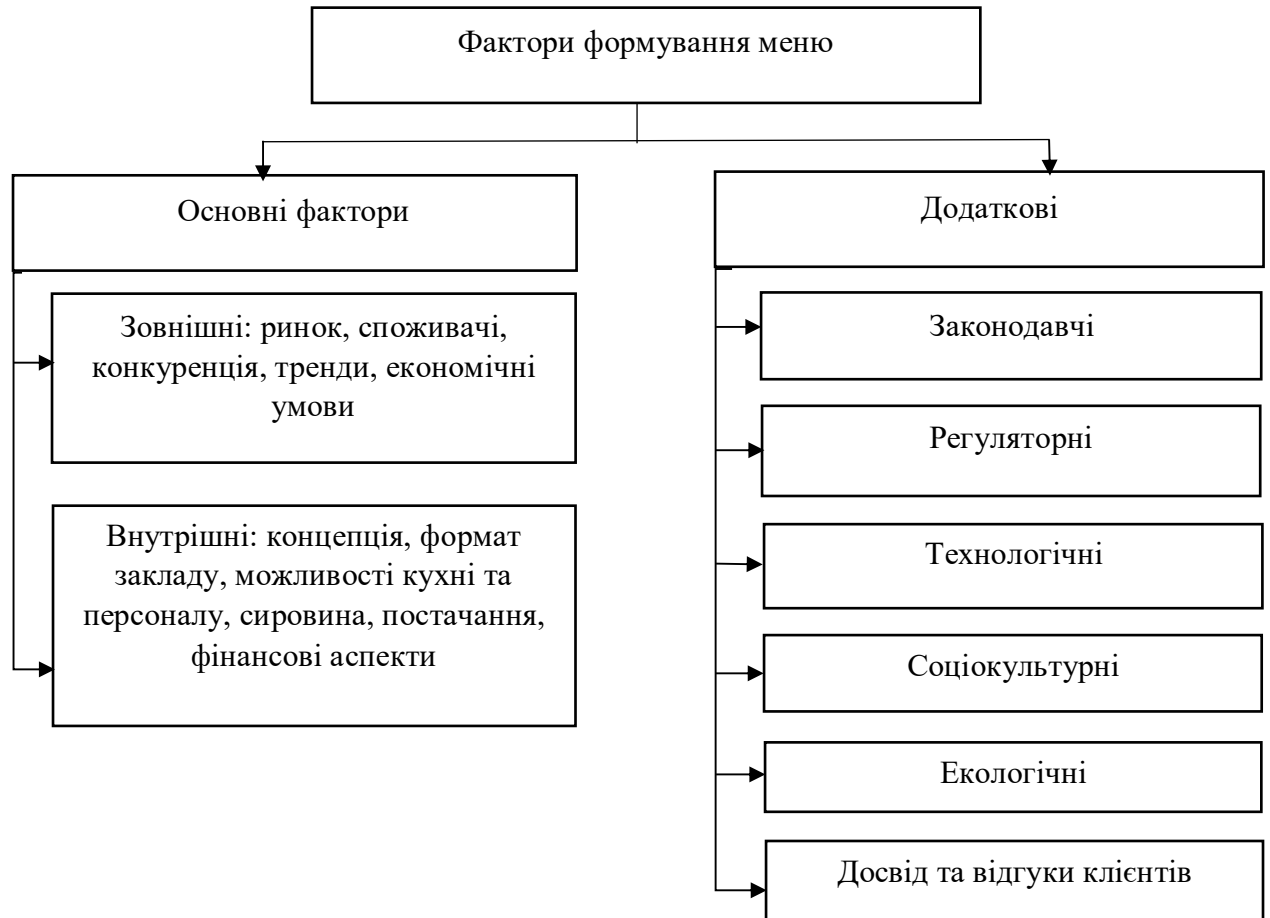 Фактори формування меню
Основні фактори
Зовнішні: ринок, споживачі,
конкуренція, тренди, економічні
умови
Внутрішні: концепція, формат
закладу, можливості кухні та
персоналу, сировина, постачання,
фінансові аспекти
Додаткові
Законодавчі
Регуляторні
Технологічні
Соціокультурні
Екологічні
Досвід та відгуки клієнтів